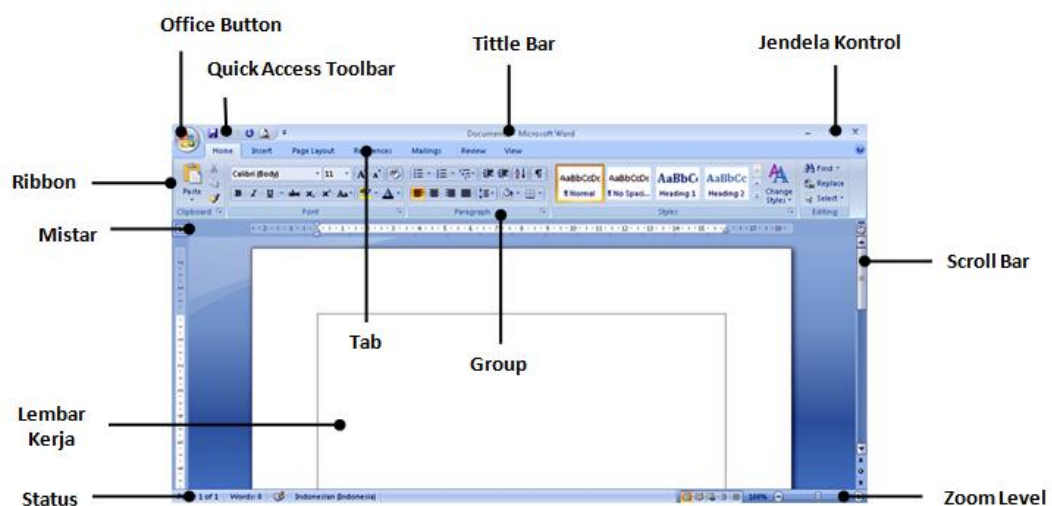 Office Button
Tittle Bar
Jendela Kontrol
Quick Access Toolbar
Microsoft Word
Home Insert Page Layout Mailings Review View
Ribbon
Calibri (Body) 11
AaBbCcDc AaBbCcDc AaBbC AaBbCc
Find
Replace
Select
Paste
¶ Normal ¶ No Spaci... Heading 1 Heading 2 Change Styles
Clipboard Font Paragraph Styles Editing
Mistar
Scroll Bar
Tab
Group
Lembar
Kerja
Status
1 of 1 Words: 0 Indonesian (Indonesia) 100%
Zoom Level